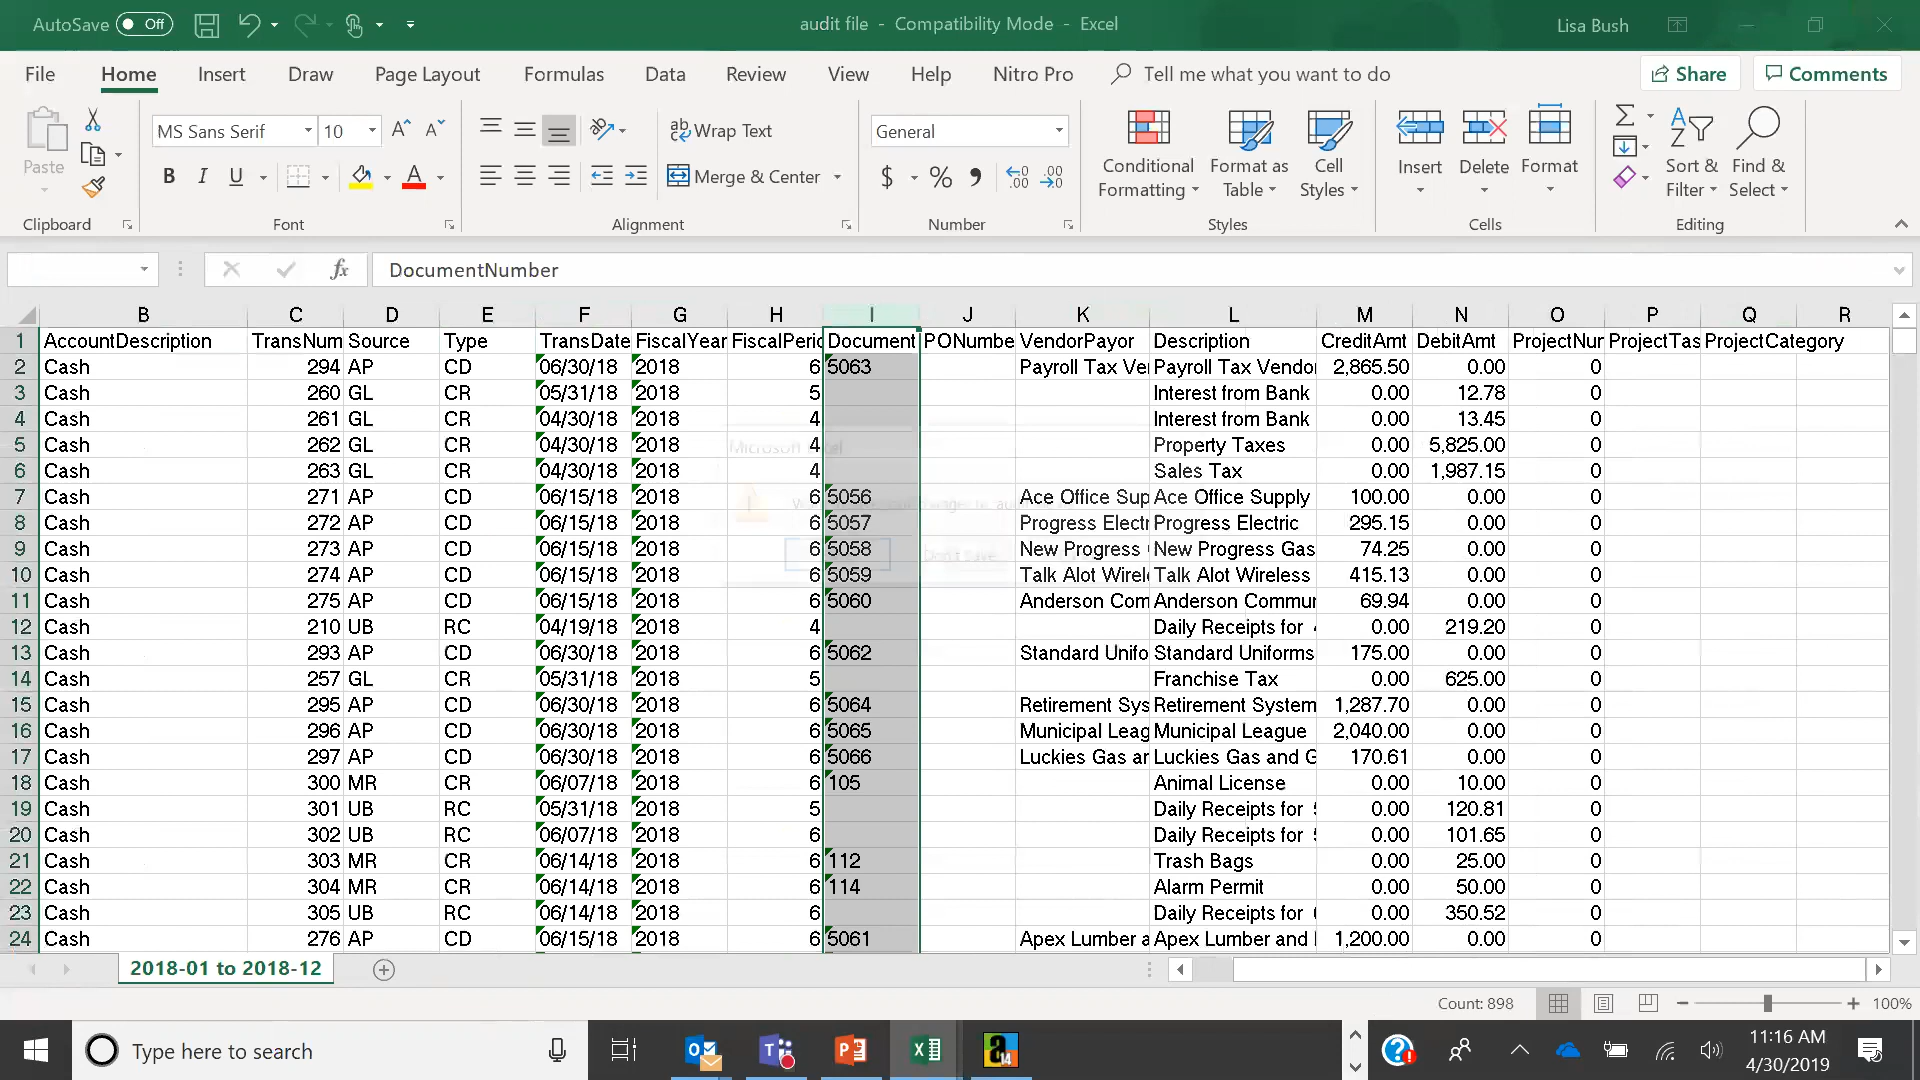 AutoSave Off
audit file - Compatibility Mode - Excel
Lisa Bush
File Home Insert Draw Page Layout Formulas Data Review View Help Nitro Pro Tell me what you want to do Share Comments
Paste
Clipboard
MS Sans Serif 10
B I U A
Font
ab Wrap Text
Merge & Center
Alignment
General
$ % , .00
Number
Conditional Formatting
Format as Table
Cell Styles
Styles
Insert Delete Format
Cells
Sort & Filter
Find & Select
Editing
fx DocumentNumber
B C D E F G H I J K L M N O P Q R
1 AccountDescription TransNum Source Type TransDate FiscalYear FiscalPeric Document PONumbe VendorPayor Description CreditAmt DebitAmt ProjectNur ProjectTas ProjectCategory
2 Cash 294 AP CD 06/30/18 2018 6 5063 Payroll Tax Ver Payroll Tax Vendor 2,865.50 0.00 0
3 Cash 260 GL CR 05/31/18 2018 5 Interest from Bank 0.00 12.78 0
4 Cash 261 GL CR 04/30/18 2018 4 Interest from Bank 0.00 13.45 0
5 Cash 262 GL CR 04/30/18 2018 4 Property Taxes 0.00 5,825.00 0
6 Cash 263 GL CR 04/30/18 2018 4 Sales Tax 0.00 1,987.15 0
7 Cash 271 AP CD 06/15/18 2018 6 5056 Ace Office Sup Ace Office Supply 100.00 0.00 0
8 Cash 272 AP CD 06/15/18 2018 6 5057 Progress Electr Progress Electric 295.15 0.00 0
9 Cash 273 AP CD 06/15/18 2018 6 5058 New Progress New Progress Gas 74.25 0.00 0
10 Cash 274 AP CD 06/15/18 2018 6 5059 Talk Alot Wirel Talk Alot Wireless 415.13 0.00 0
11 Cash 275 AP CD 06/15/18 2018 6 5060 Anderson Com Anderson Commur 69.94 0.00 0
12 Cash 210 UB RC 04/19/18 2018 4 Daily Receipts for 0.00 219.20 0
13 Cash 293 AP CD 06/30/18 2018 6 5062 Standard Unifo Standard Uniforms 175.00 0.00 0
14 Cash 257 GL CR 05/31/18 2018 5 Franchise Tax 0.00 625.00 0
15 Cash 295 AP CD 06/30/18 2018 6 5064 Retirement Sys Retirement System 1,287.70 0.00 0
16 Cash 296 AP CD 06/30/18 2018 6 5065 Municipal Leag Municipal League 2,040.00 0.00 0
17 Cash 297 AP CD 06/30/18 2018 6 5066 Luckies Gas ar Luckies Gas and G 170.61 0.00 0
18 Cash 300 MR CR 06/07/18 2018 6 105 Animal License 0.00 10.00 0
19 Cash 301 UB RC 05/31/18 2018 5 Daily Receipts for 0.00 120.81 0
20 Cash 302 UB RC 06/07/18 2018 6 Daily Receipts for 0.00 101.65 0
21 Cash 303 MR CR 06/14/18 2018 6 112 Trash Bags 0.00 25.00 0
22 Cash 304 MR CR 06/14/18 2018 6 114 Alarm Permit 0.00 50.00 0
23 Cash 305 UB RC 06/14/18 2018 6 Daily Receipts for 0.00 350.52 0
24 Cash 276 AP CD 06/15/18 2018 6 5061 Apex Lumber a Apex Lumber and 1,200.00 0.00 0
2018-01 to 2018-12
Count: 898 100%
Type here to search
11:16 AM
4/30/2019